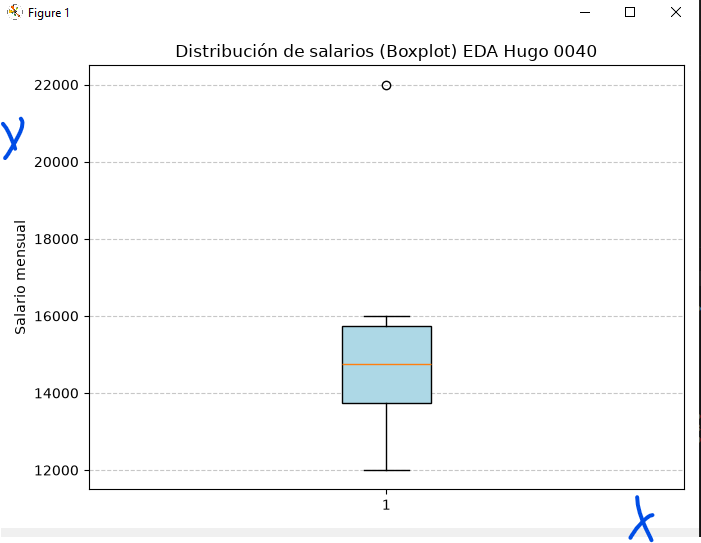 Figure 1
Distribución de salarios (Boxplot) EDA Hugo 0040
22000
20000
18000
16000
14000
12000
Salario mensual
1
Y
X